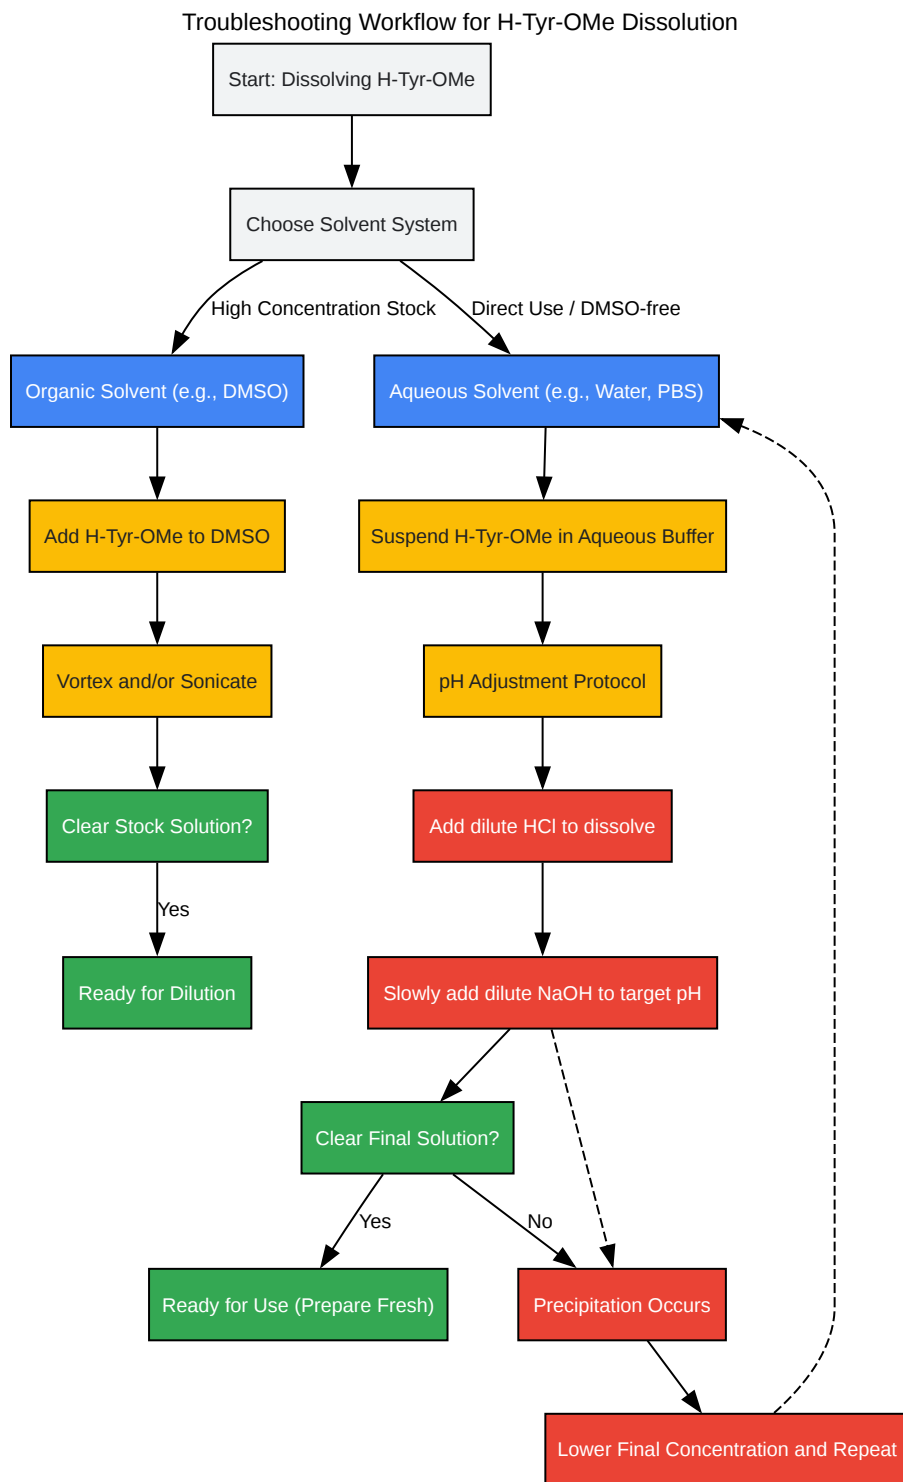 Troubleshooting Workflow for H-Tyr-OMe Dissolution
Start: Dissolving H-Tyr-OMe
Choose Solvent System
High Concentration Stock
Direct Use / DMSO-free
Organic Solvent (e.g., DMSO)
Aqueous Solvent (e.g., Water, PBS)
Add H-Tyr-OMe to DMSO
Suspend H-Tyr-OMe in Aqueous Buffer
Vortex and/or Sonicate
pH Adjustment Protocol
Clear Stock Solution?
Add dilute HCl to dissolve
Yes
Ready for Dilution
Slowly add dilute NaOH to target pH
Clear Final Solution?
Yes
No
Ready for Use (Prepare Fresh)
Precipitation Occurs
Lower Final Concentration and Repeat